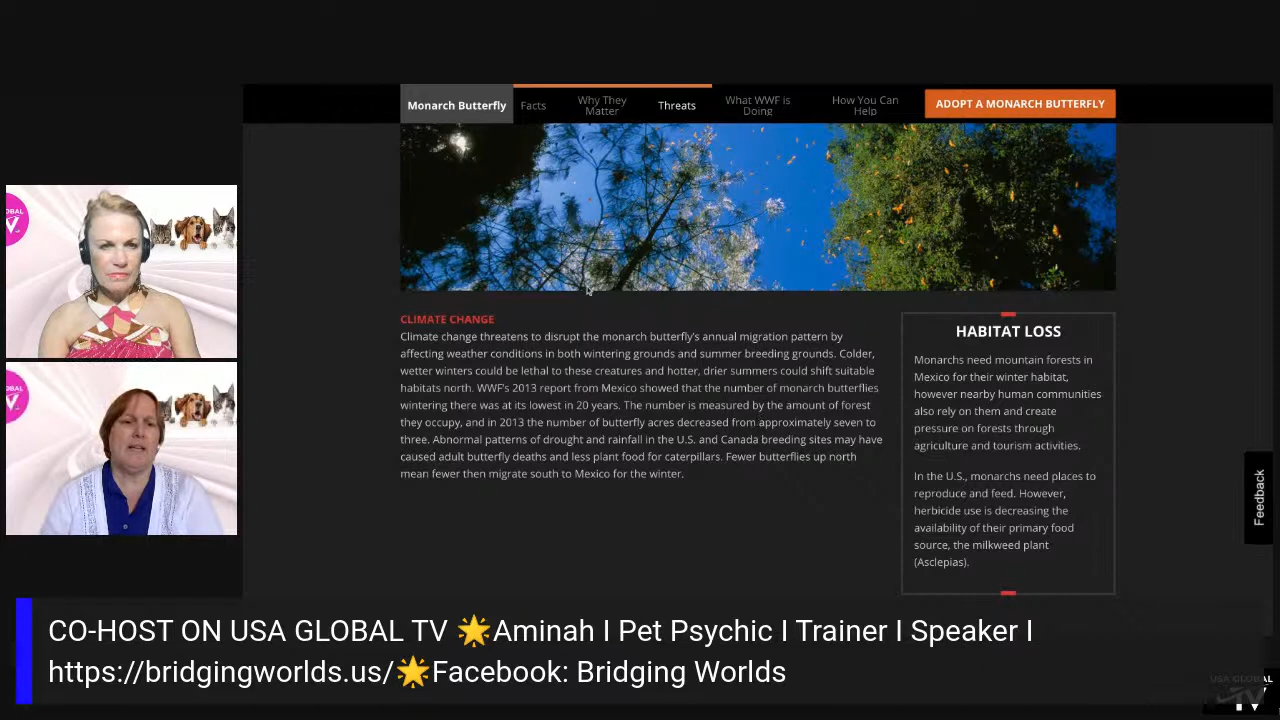 Monarch Butterfly
Facts
Why They
Matter
Threats
What WWF is
Doing
How You Can
Help
ADOPT A MONARCH BUTTERFLY
CLIMATE CHANGE
Climate change threatens to disrupt the monarch butterfly's annual migration pattern by
affecting weather conditions in both wintering grounds and summer breeding grounds. Colder,
wetter winters could be lethal to these creatures and hotter, drier summers could shift suitable
habitats north. WWF's 2013 report from Mexico showed that the number of monarch butterflies
wintering there was at its lowest in 20 years. The number is measured by the amount of forest
they occupy, and in 2013 the number of butterfly acres decreased from approximately seven to
three. Abnormal patterns of drought and rainfall in the U.S. and Canada breeding sites may have
caused adult butterfly deaths and less plant food for caterpillars. Fewer butterflies up north
mean fewer then migrate south to Mexico for the winter.
HABITAT LOSS
Monarchs need mountain forests in
Mexico for their winter habitat,
however nearby human communities
also rely on them and create
pressure on forests through
agriculture and tourism activities.
In the U.S., monarchs need places to
reproduce and feed. However,
herbicide use is decreasing the
availability of their primary food
source, the milkweed plant
(Asclepias).
Feedback
CO-HOST ON USA GLOBAL TV 🌟Aminah I Pet Psychic I Trainer I Speaker I
https://bridgingworlds.us/🌟Facebook: Bridging Worlds
USA GLOBAL
TV